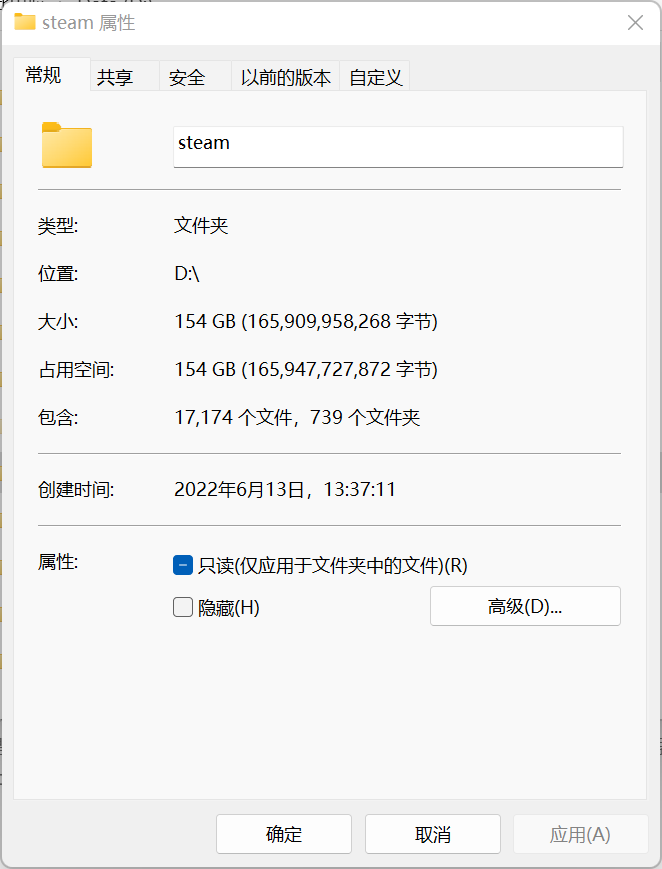 steam 属性
常规 共享 安全 以前的版本 自定义
steam
类型: 文件夹
位置: D:\
大小: 154 GB (165,909,958,268 字节)
占用空间: 154 GB (165,947,727,872 字节)
包含: 17,174 个文件，739 个文件夹
创建时间: 2022年6月13日，13:37:11
属性: 只读(仅应用于文件夹中的文件)(R)
隐藏(H) 高级(D)...
确定 取消 应用(A)